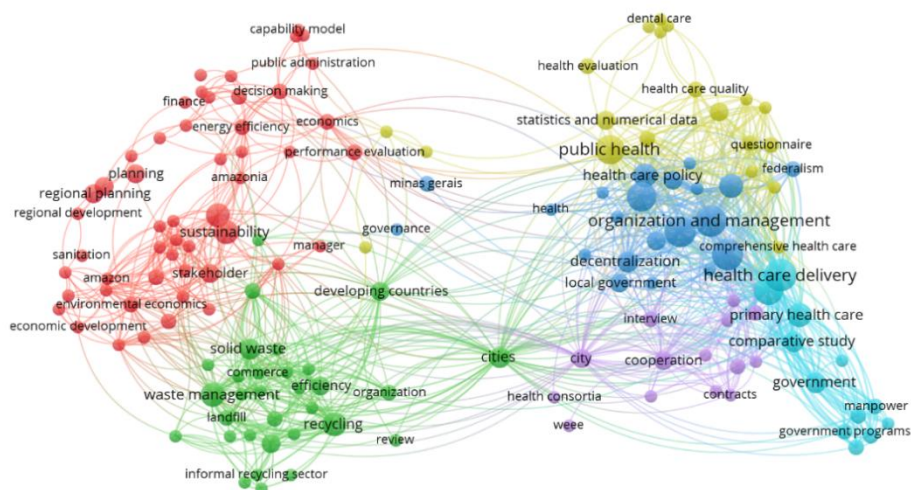 dental care
capability model
public administration
health evaluation
decision making
health care quality
finance
economics
statistics and numerical data
energy efficiency
questionnaire
public health
performance evaluation
planning
amazonia
minas gerais
health care policy
federalism
regional planning
regional development
health
organization and management
sustainability
governance
manager
comprehensive health care
sanitation
decentralization
amazon
stakeholder
health care delivery
developing countries
local government
environmental economics
economic development
interview
primary health care
solid waste
comparative study
cities
city
cooperation
commerce
efficiency
government
waste management
organization
health consortia
contracts
manpower
landfill
recycling
weee
government programs
review
informal recycling sector